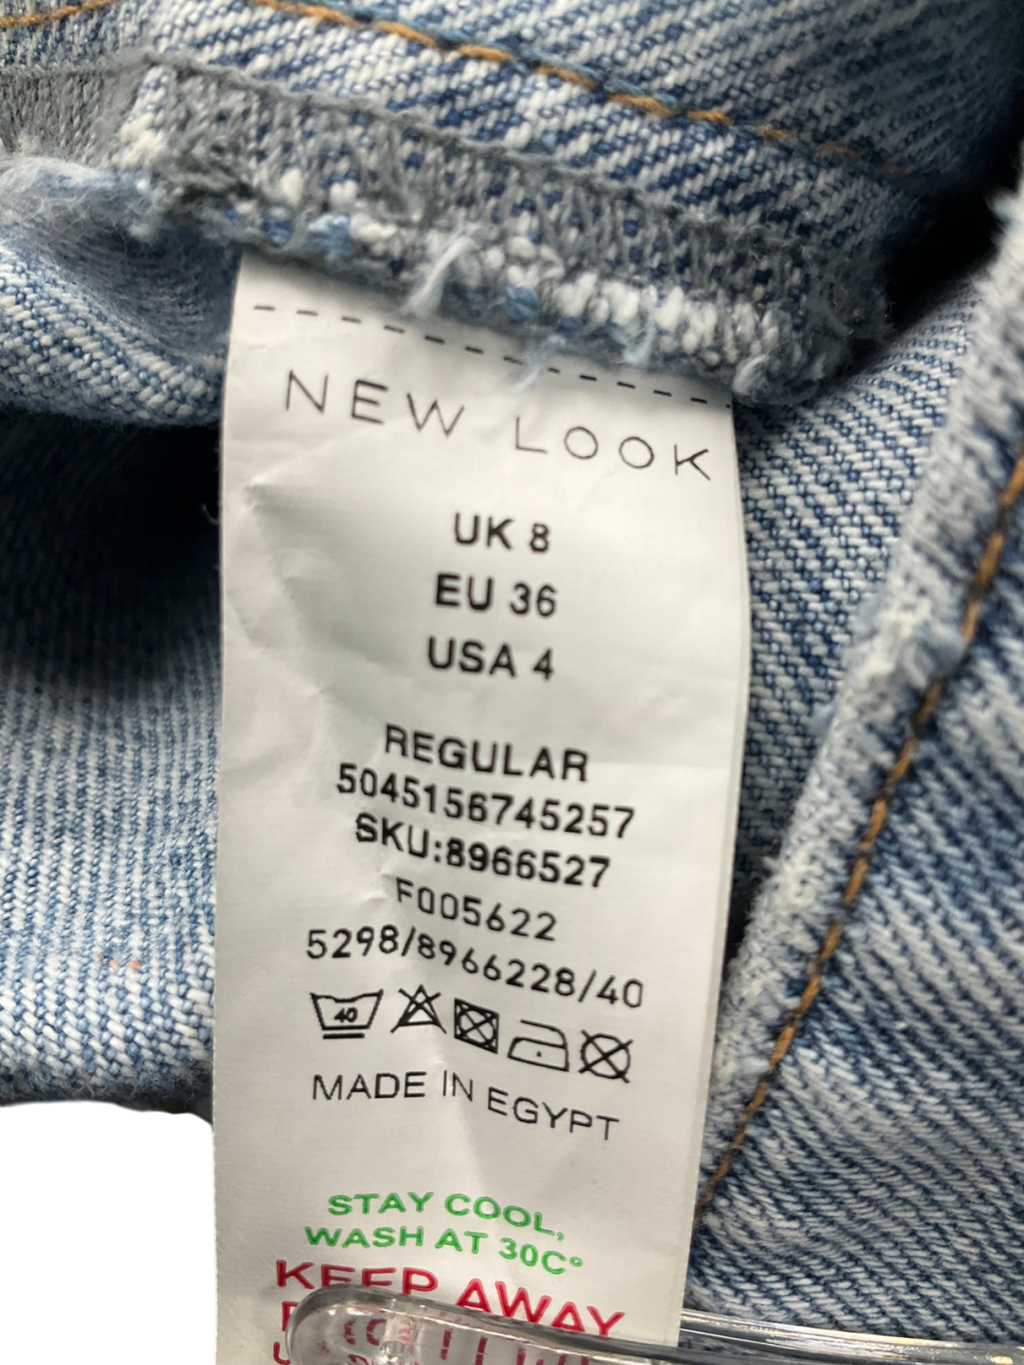 NEW LOOK
UK 8
EU 36
USA 4
REGULAR
5045156745257
SKU:8966527
F005622
5298/8966228/40
40
MADE IN EGYPT
STAY COOL,
WASH AT 30C°
KEEP AWAY